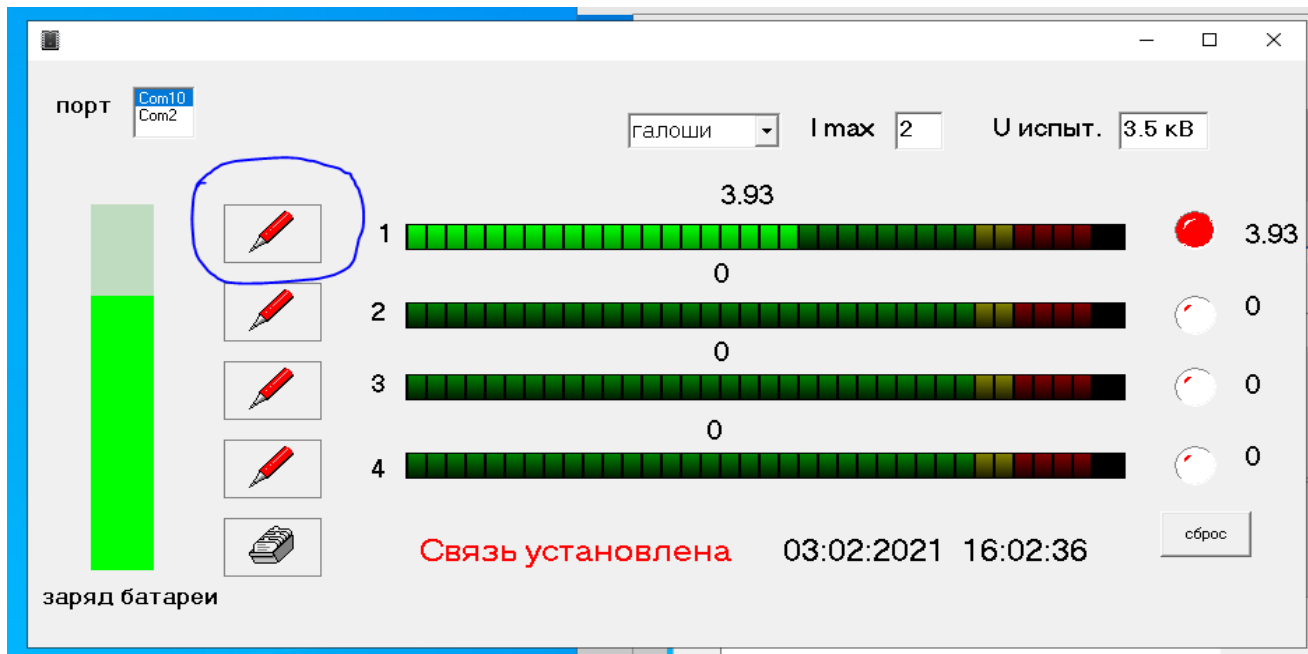 порт
Com10
Com2
галоши I max 2 U испыт. 3.5 кВ
3.93
1 3.93
0
2 0
0
3 0
0
4 0
Связь установлена 03:02:2021 16:02:36 сброс
заряд батареи